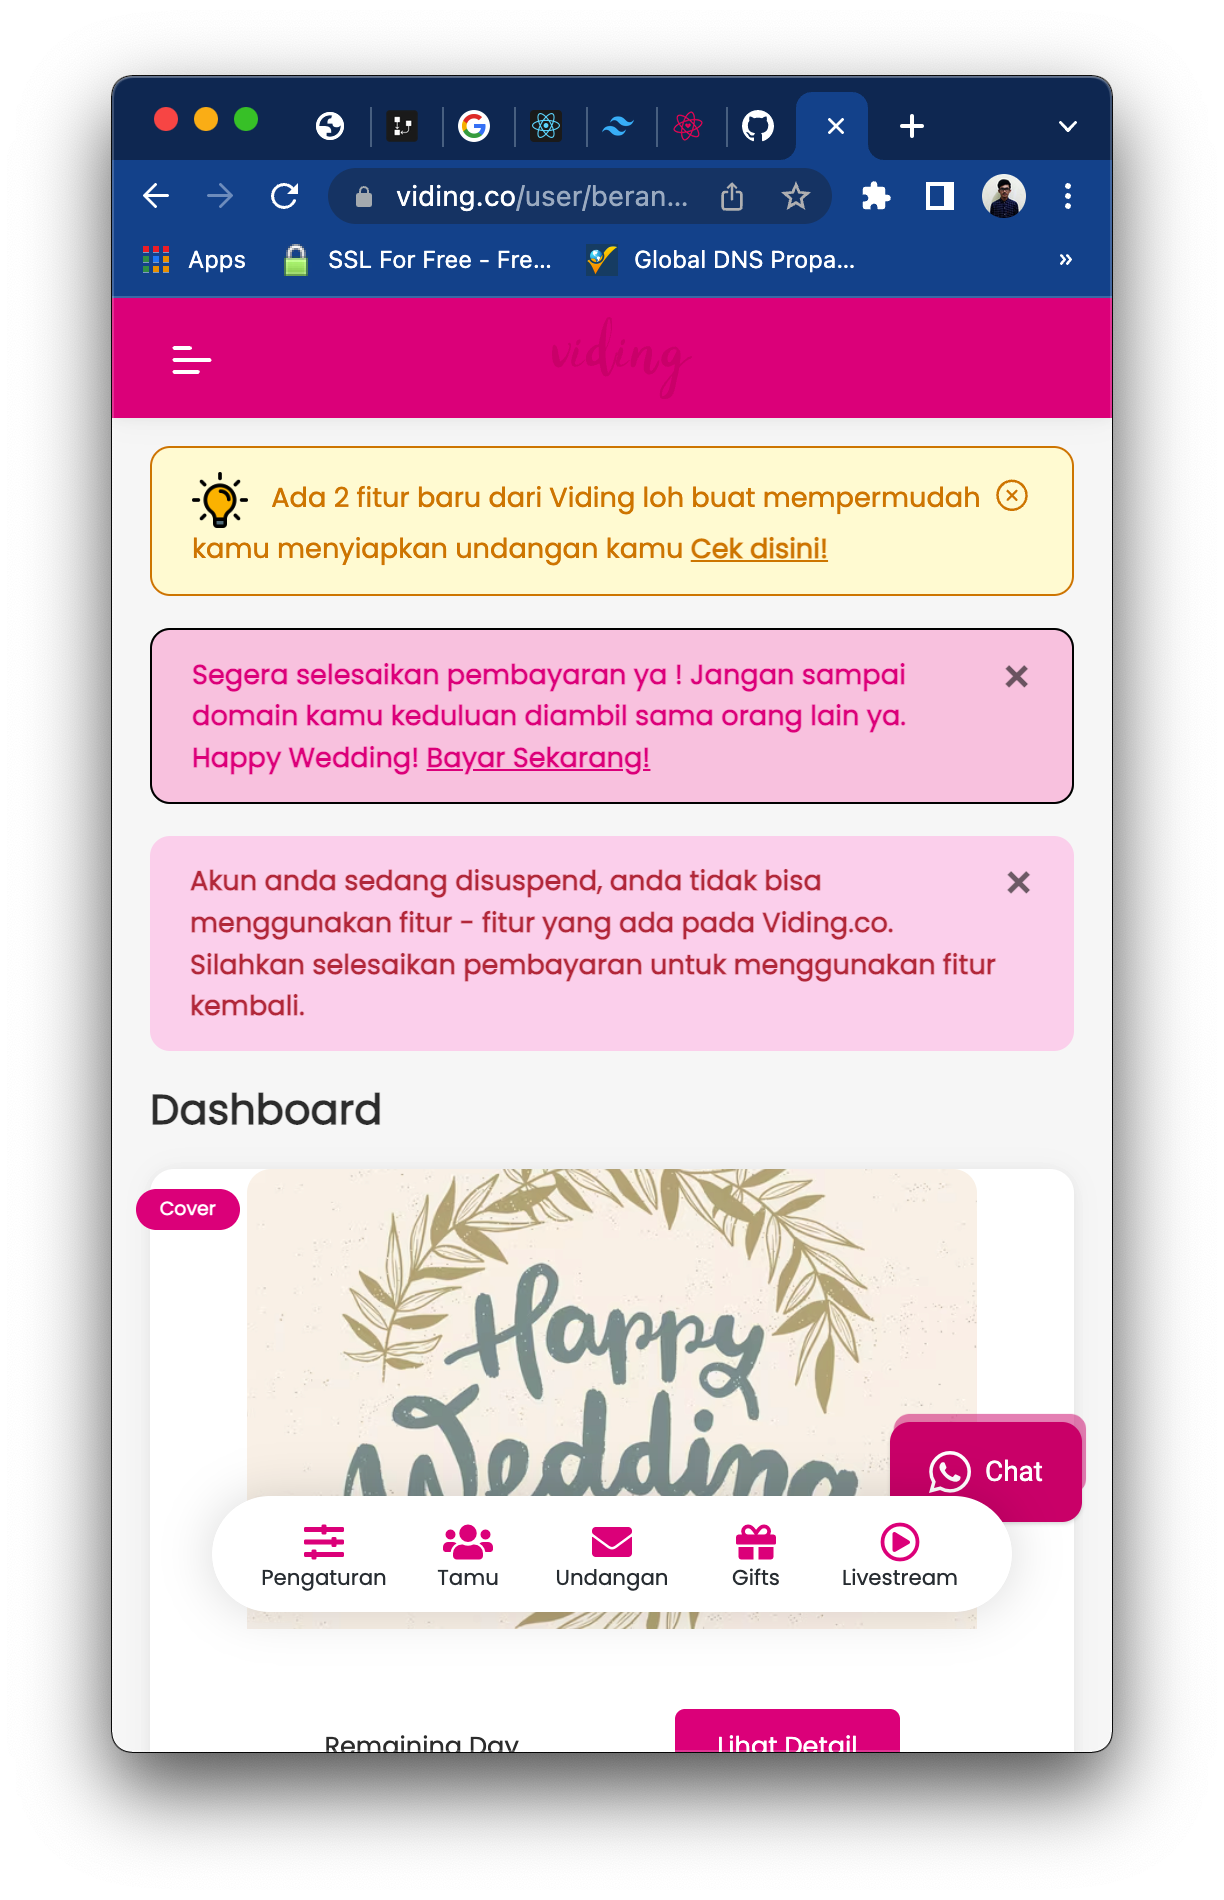 viding.co/user/beran...
Apps
SSL For Free - Fre...
Global DNS Propa...
»
viding
Ada 2 fitur baru dari Viding loh buat mempermudah
kamu menyiapkan undangan kamu Cek disini!
Segera selesaikan pembayaran ya ! Jangan sampai
domain kamu keduluan diambil sama orang lain ya.
Happy Wedding! Bayar Sekarang!
Akun anda sedang disuspend, anda tidak bisa
menggunakan fitur - fitur yang ada pada Viding.co.
Silahkan selesaikan pembayaran untuk menggunakan fitur
kembali.
Dashboard
Cover
Happy
Wedding
Chat
Pengaturan Tamu Undangan Gifts Livestream
Remaining Day Lihat Detail